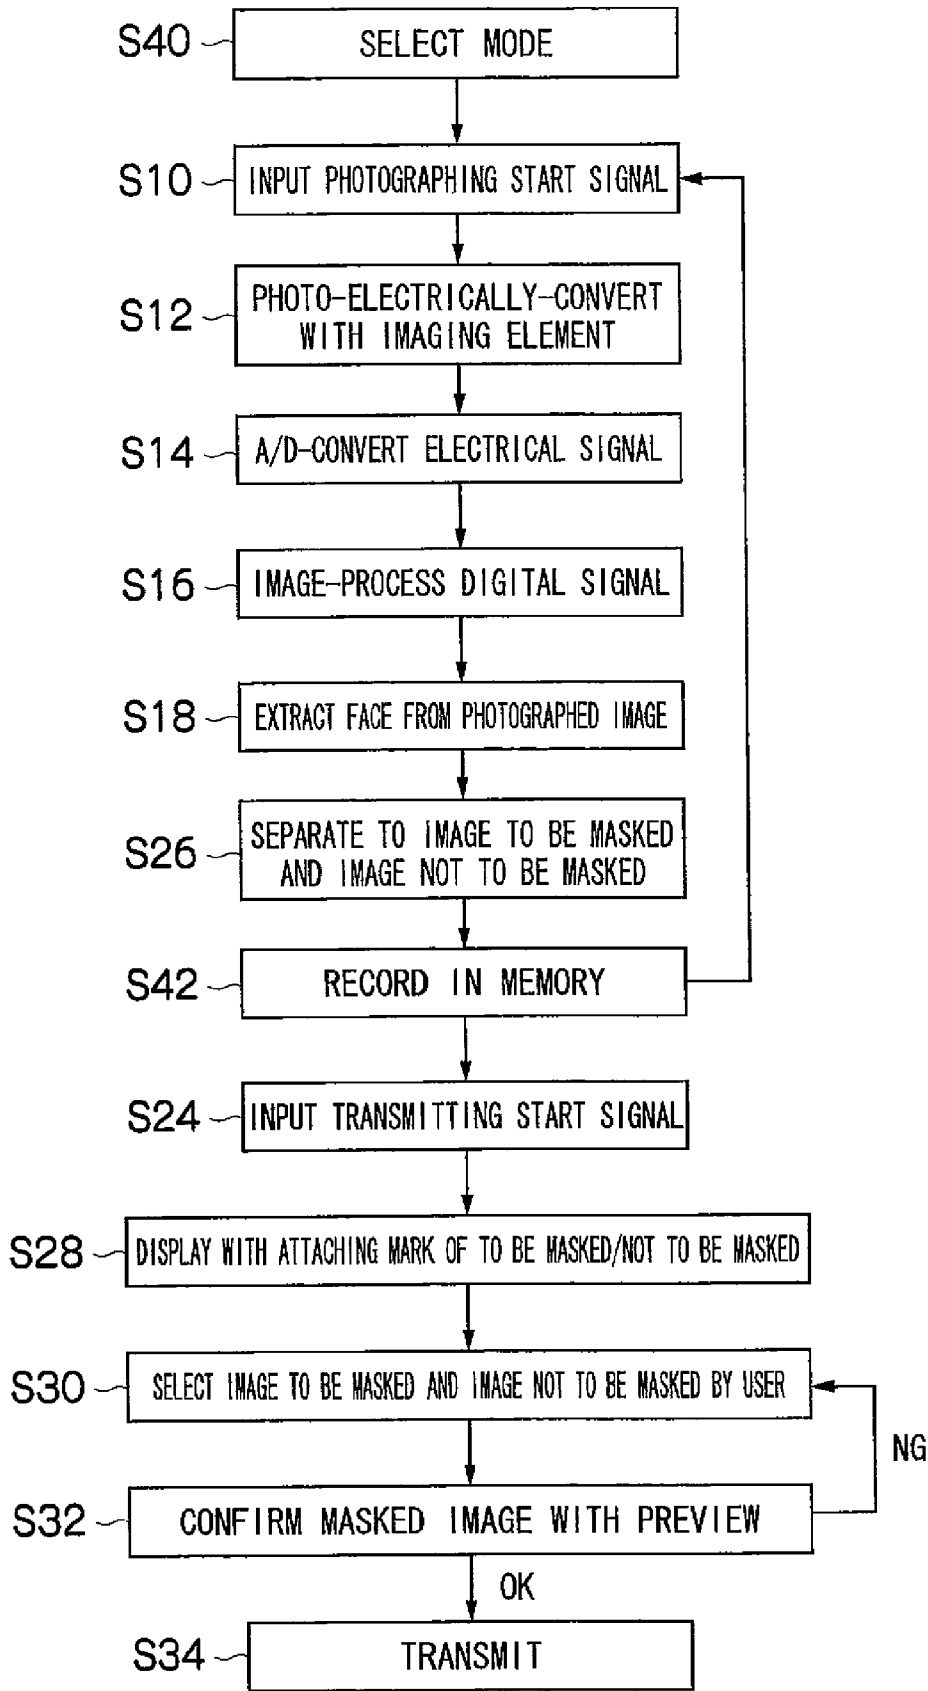 S40
SELECT MODE
S10
INPUT PHOTOGRAPHING START SIGNAL
S12
PHOTO-ELECTRICALLY-CONVERT
WITH IMAGING ELEMENT
S14
A/D-CONVERT ELECTRICAL SIGNAL
S16
IMAGE-PROCESS DIGITAL SIGNAL
S18
EXTRACT FACE FROM PHOTOGRAPHED IMAGE
S26
SEPARATE TO IMAGE TO BE MASKED
AND IMAGE NOT TO BE MASKED
S42
RECORD IN MEMORY
S24
INPUT TRANSMITTING START SIGNAL
S28
DISPLAY WITH ATTACHING MARK OF TO BE MASKED/NOT TO BE MASKED
S30
SELECT IMAGE TO BE MASKED AND IMAGE NOT TO BE MASKED BY USER
NG
S32
CONFIRM MASKED IMAGE WITH PREVIEW
OK
S34
TRANSMIT